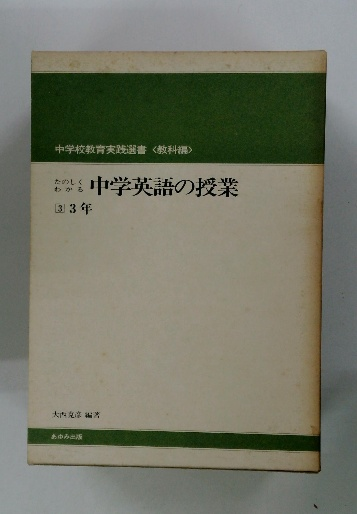 中学校教育実践選書〈教科編〉
たのしく
わかる 中学英語の授業
3 3年
大西克彦 編著
あゆみ出版